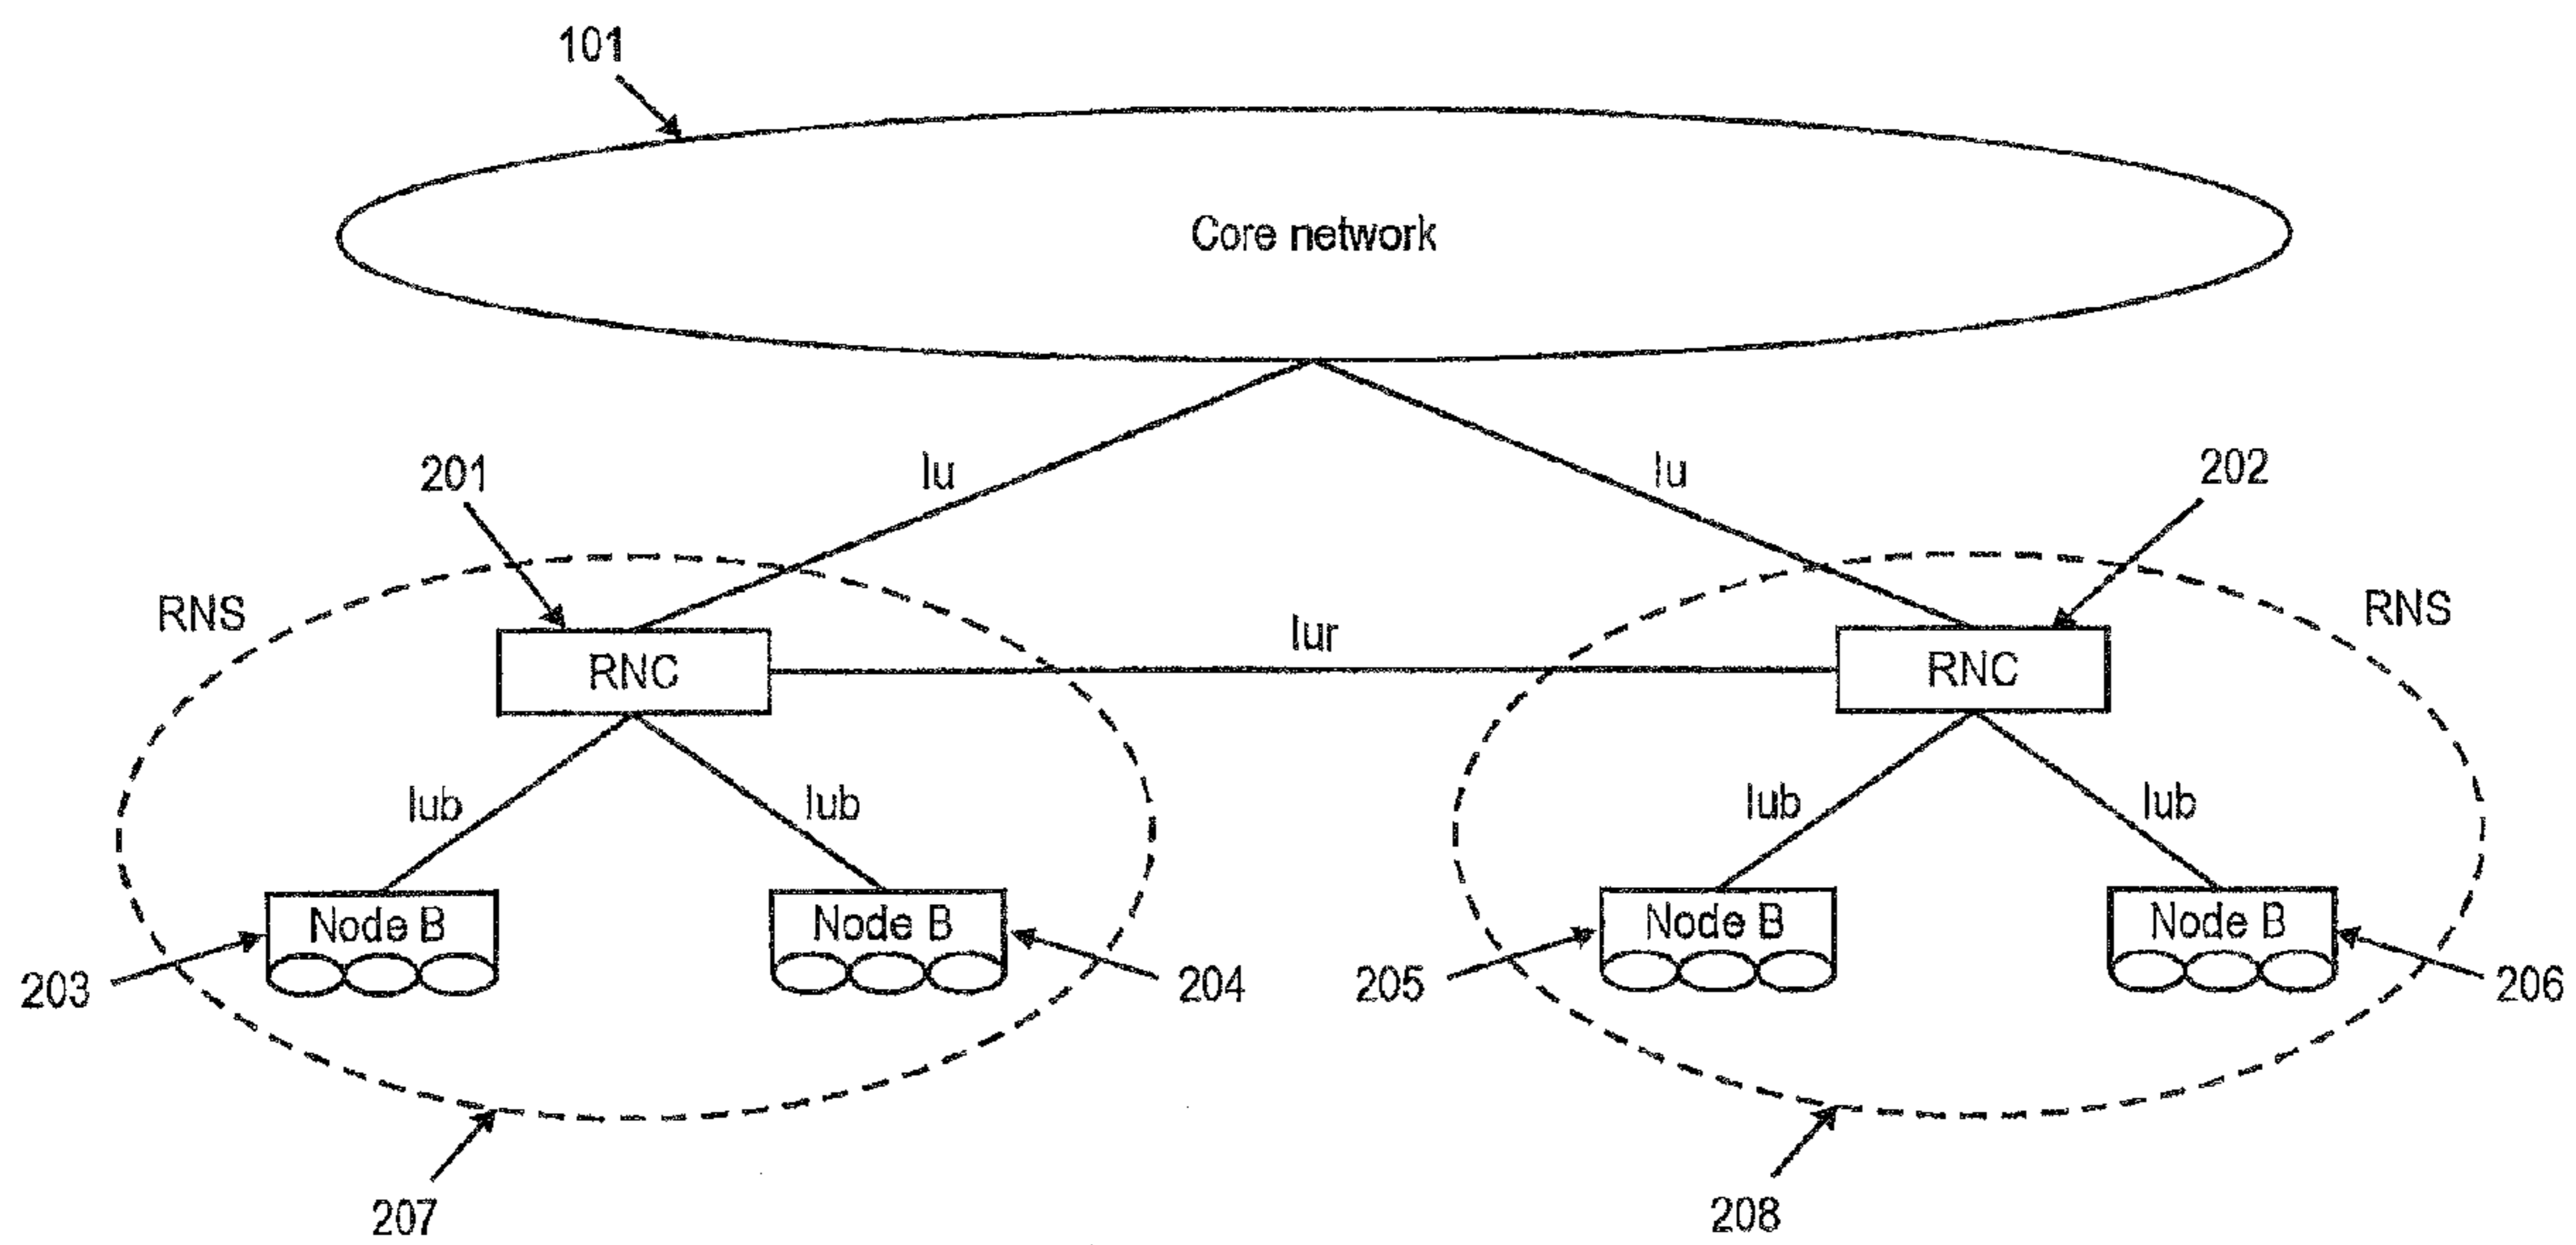 101
Core network
Iu
Iu
201
202
RNS
RNS
Iur
RNC
RNC
Iub
Iub
Iub
Iub
Node B
Node B
Node B
Node B
203
204
205
206
207
208